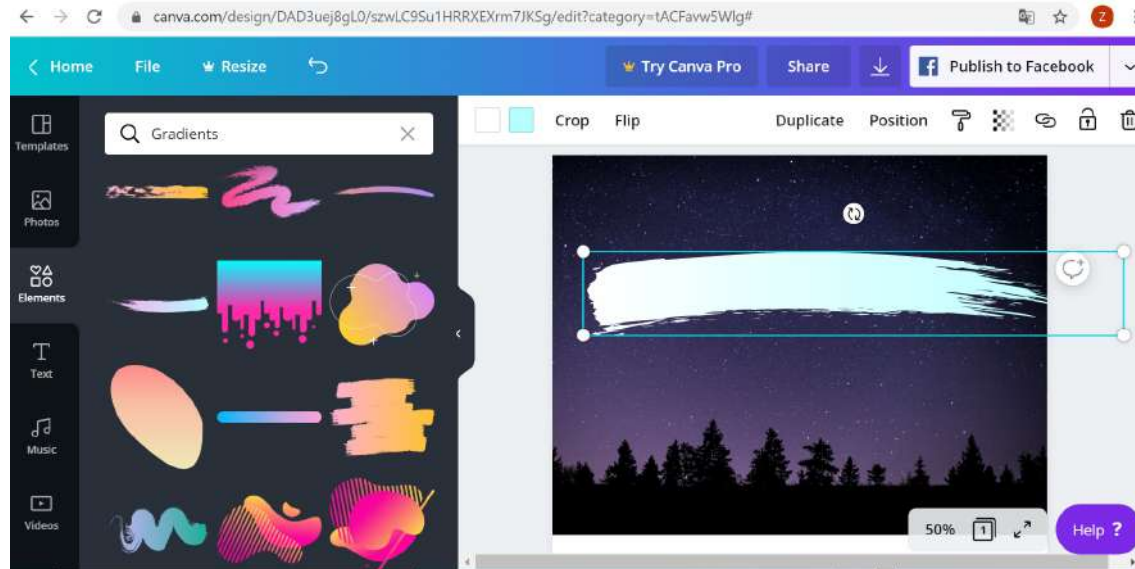 canva.com/design/DAD3uej8gL0/szwLC9Su1HRRXEXrm7JKSg/edit?category=tACFavw5Wlg#
Z
Home File Resize Try Canva Pro Share Publish to Facebook
Templates
Gradients
Crop Flip Duplicate Position
Photos
Elements
Text
Music
Videos
50% 1 Help ?